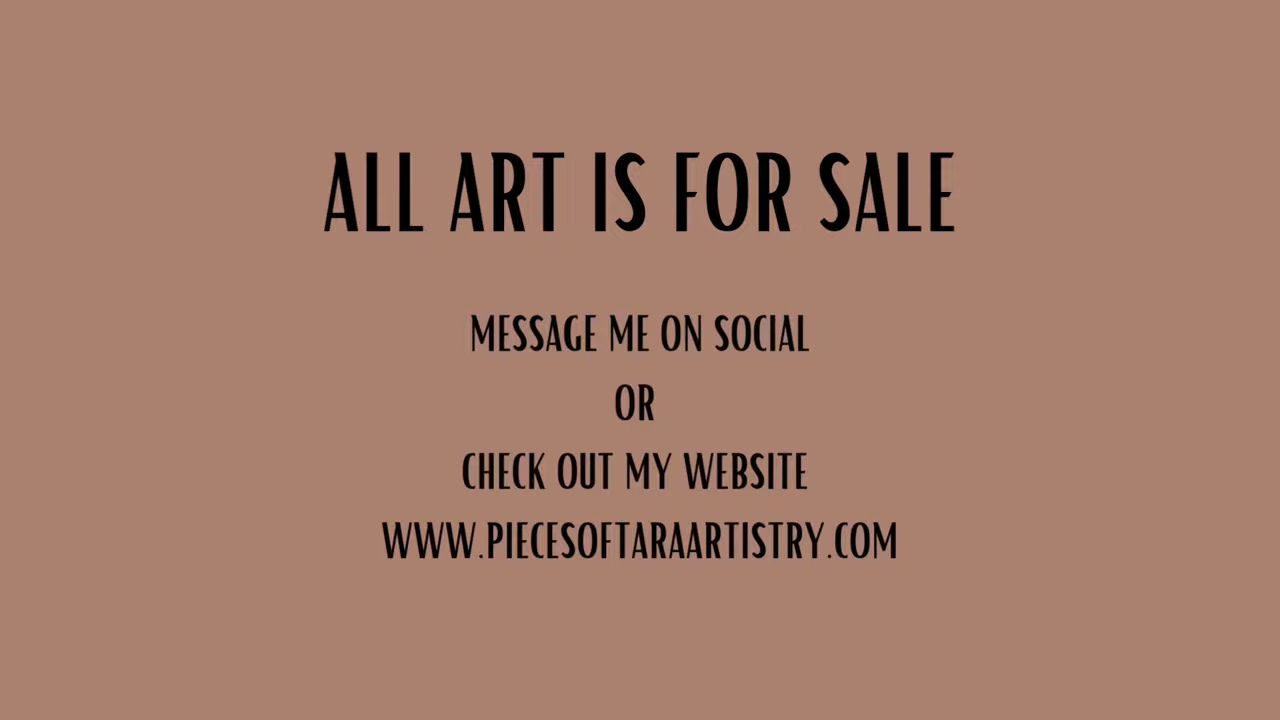 ALL ART IS FOR SALE
MESSAGE ME ON SOCIAL
OR
CHECK OUT MY WEBSITE
WWW.PIECESOFTARAARTISTRY.COM